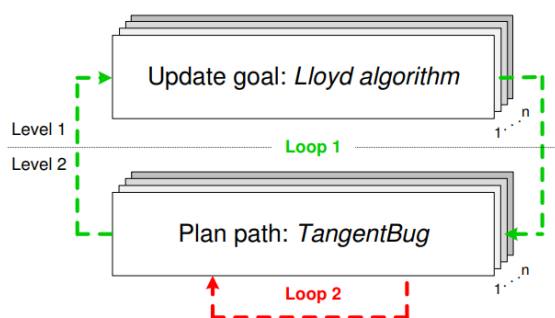 Update goal: Lloyd algorithm
1...n
Level 1
Loop 1
Level 2
Plan path: TangentBug
1...n
Loop 2